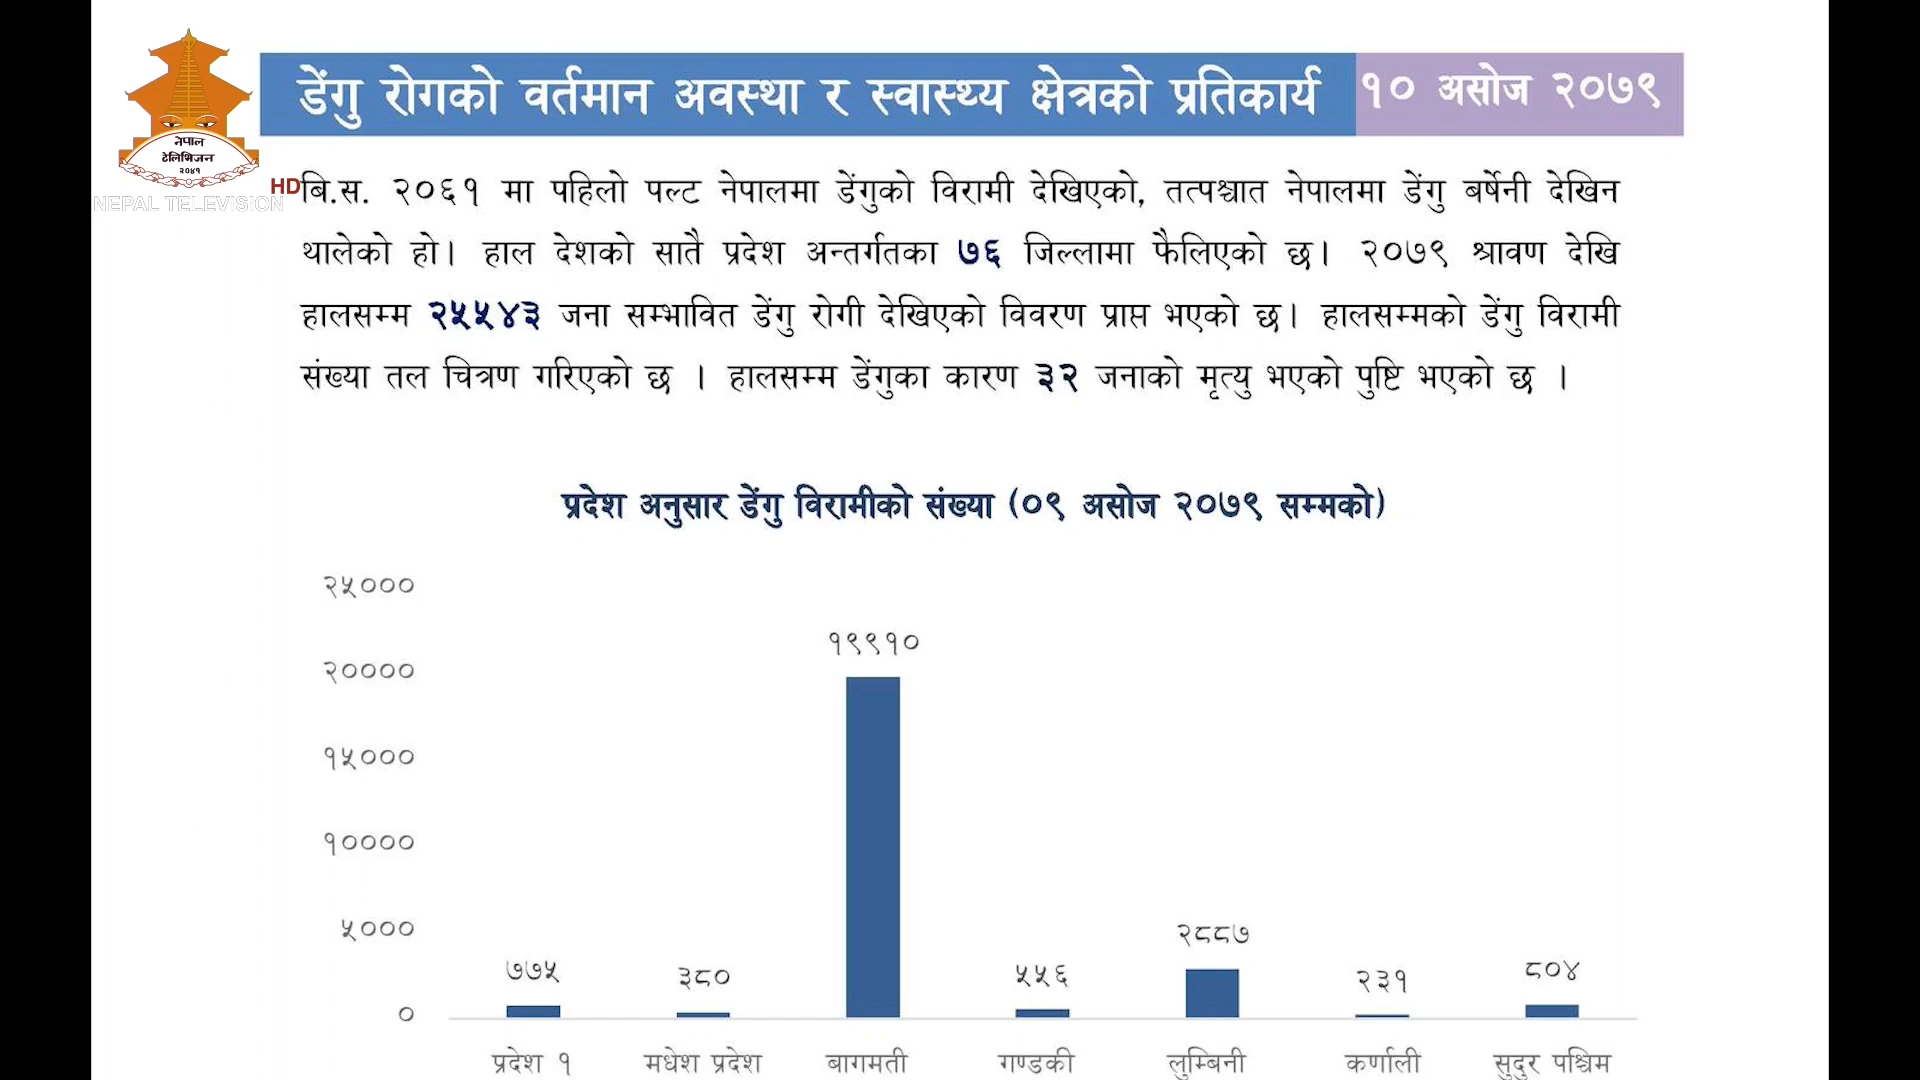 नेपाल
टेलिभिजन
२०४१
HD
NEPAL TELEVISION
डेंगु रोगको वर्तमान अवस्था र स्वास्थ्य क्षेत्रको प्रतिकार्य
१० असोज २०७९
बि.स. २०६१ मा पहिलो पल्ट नेपालमा डेंगुको विरामी देखिएको, तत्पश्चात नेपालमा डेंगु बर्षेनी देखिन
थालेको हो। हाल देशको सातै प्रदेश अन्तर्गतका ७६ जिल्लामा फैलिएको छ। २०७९ श्रावण देखि
हालसम्म २५५४३ जना सम्भावित डेंगु रोगी देखिएको विवरण प्राप्त भएको छ। हालसम्मको डेंगु विरामी
संख्या तल चित्रण गरिएको छ । हालसम्म डेंगुका कारण ३२ जनाको मृत्यु भएको पुष्टि भएको छ ।
प्रदेश अनुसार डेंगु विरामीको संख्या (०९ असोज २०७९ सम्मको)
२५०००
२००००
१५०००
१००००
५०००
०
७७५
३८०
१९९१०
५५६
२८८७
२३१
८०४
प्रदेश १
मधेश प्रदेश
बागमती
गण्डकी
लुम्बिनी
कर्णाली
सुदुर पश्चिम